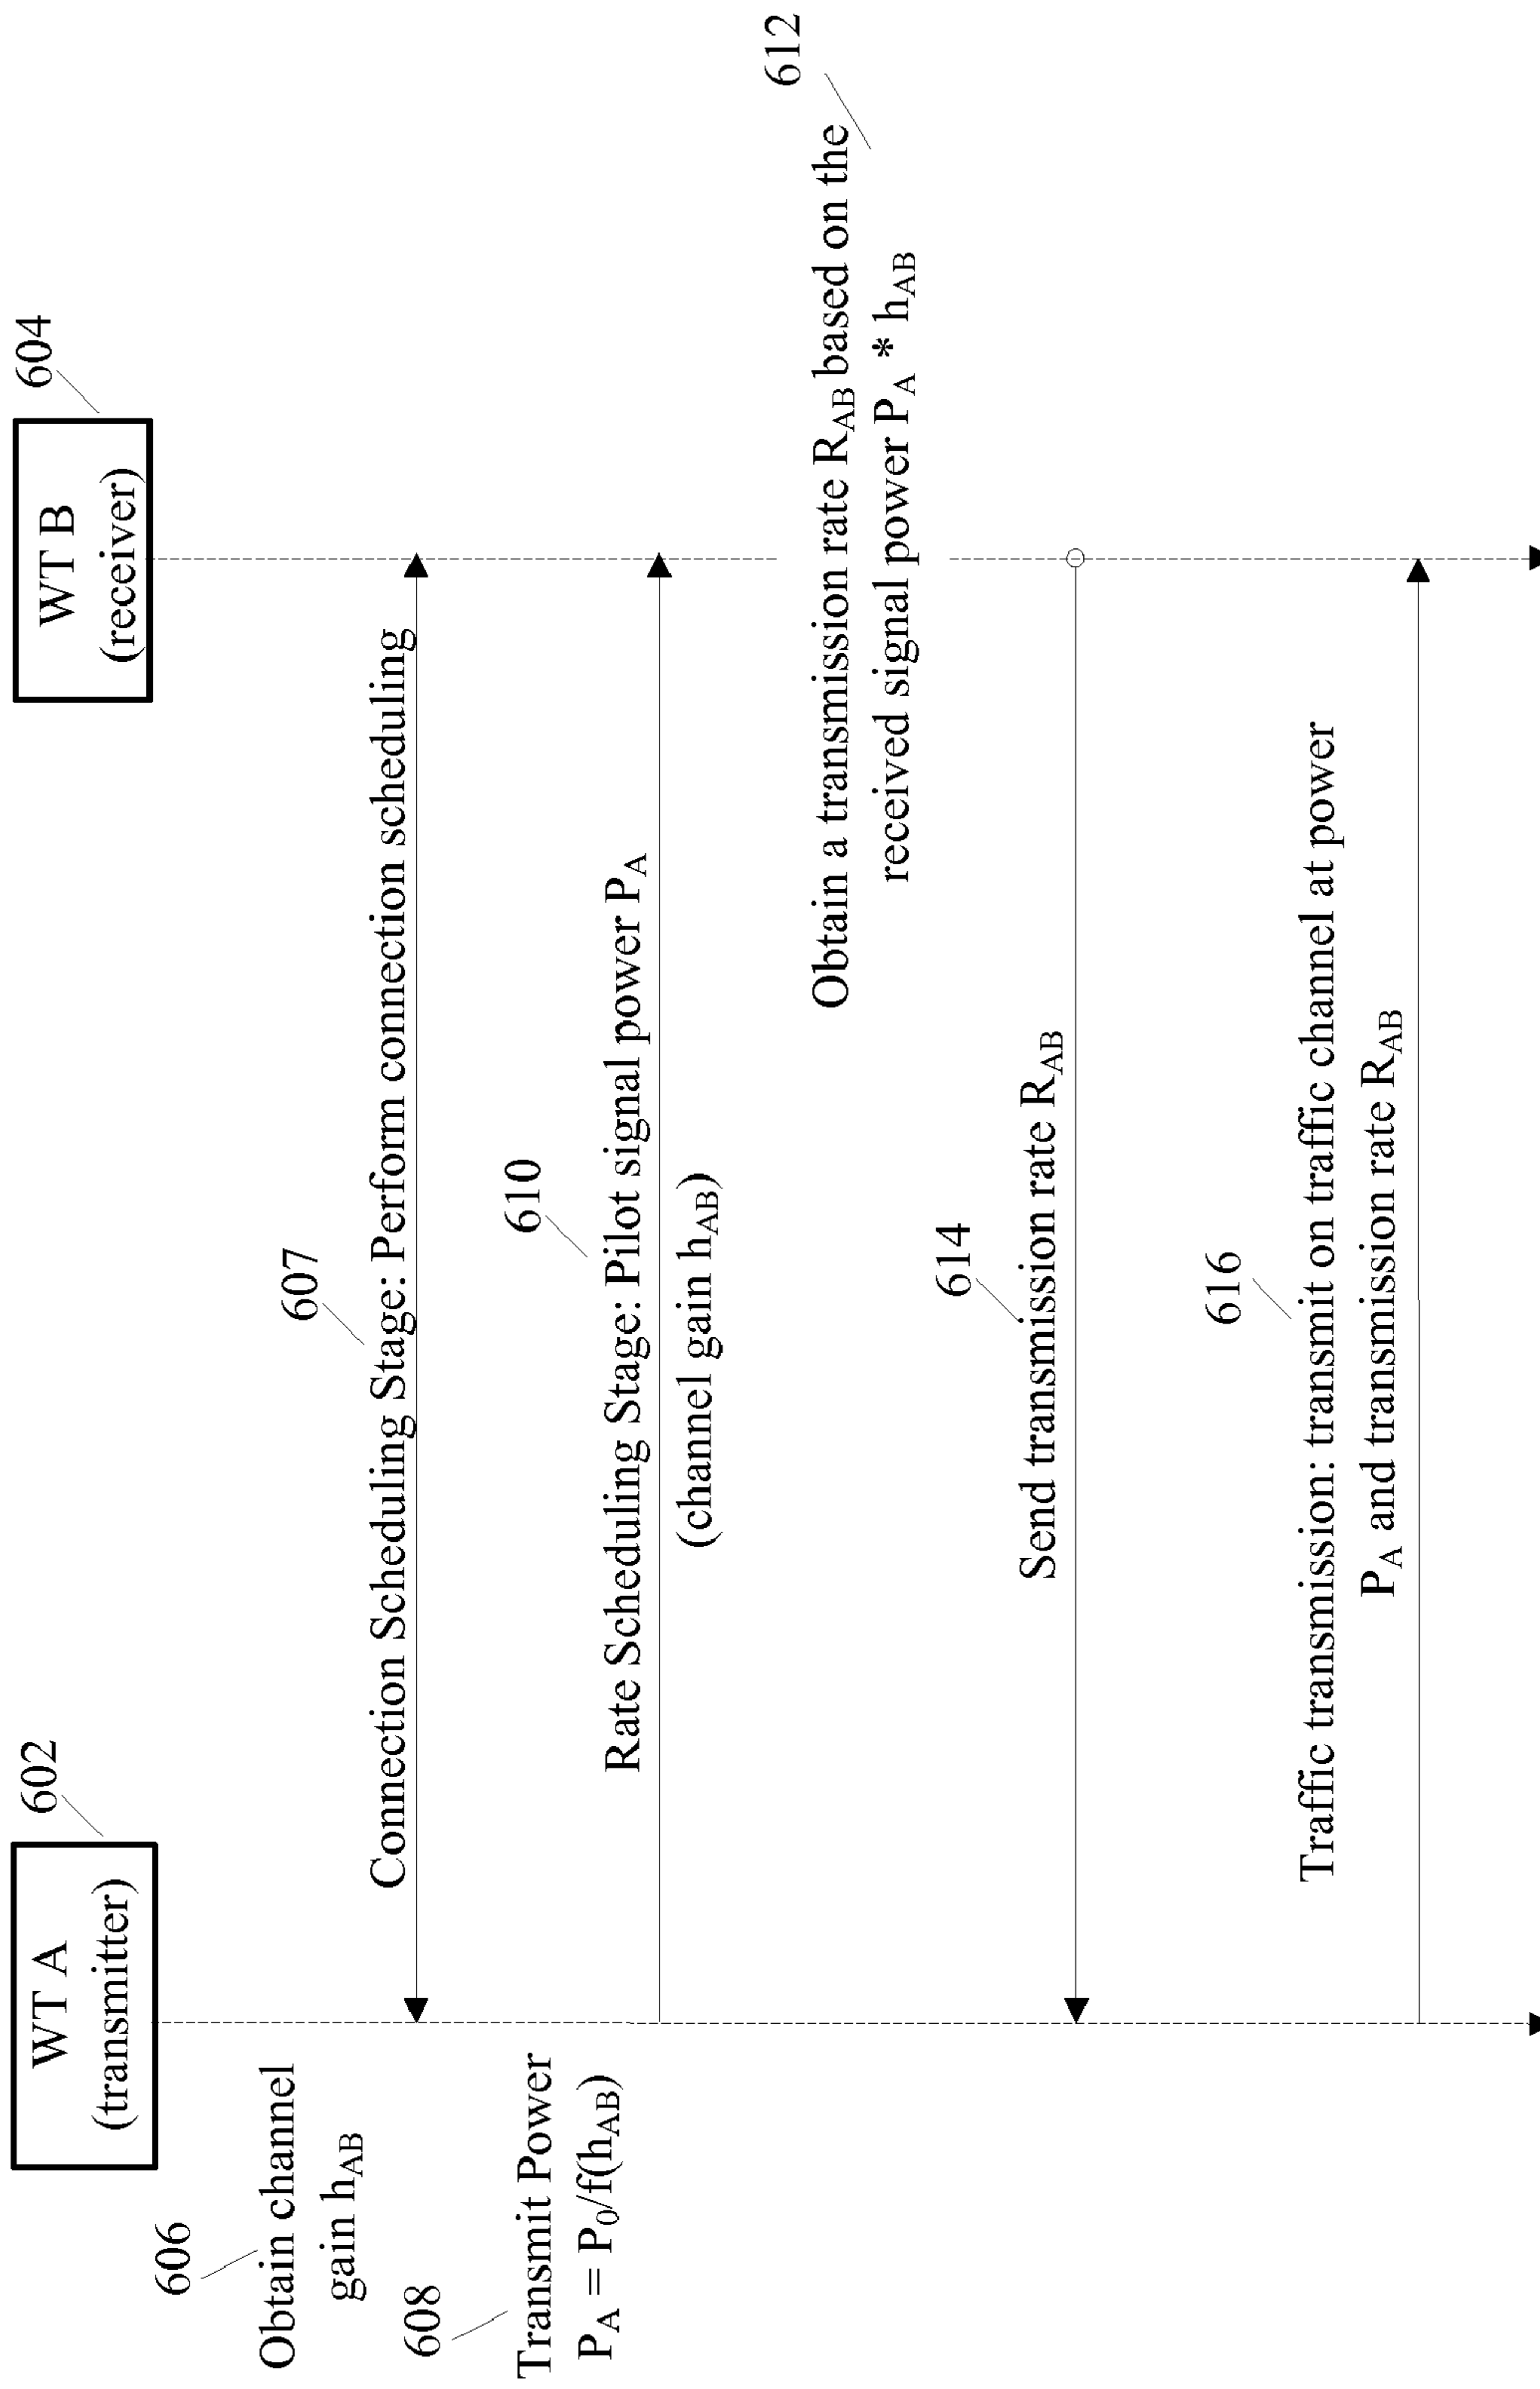 WT A
(transmitter)
602
WT B
(receiver)
604
606
Obtain channel
gain hAB
607
Connection Scheduling Stage: Perform connection scheduling
608
Transmit Power
PA = P0/f(hAB)
610
Rate Scheduling Stage: Pilot signal power PA
(channel gain hAB)
612
Obtain a transmission rate RAB based on the
received signal power PA * hAB
614
Send transmission rate RAB
616
Traffic transmission: transmit on traffic channel at power
PA and transmission rate RAB